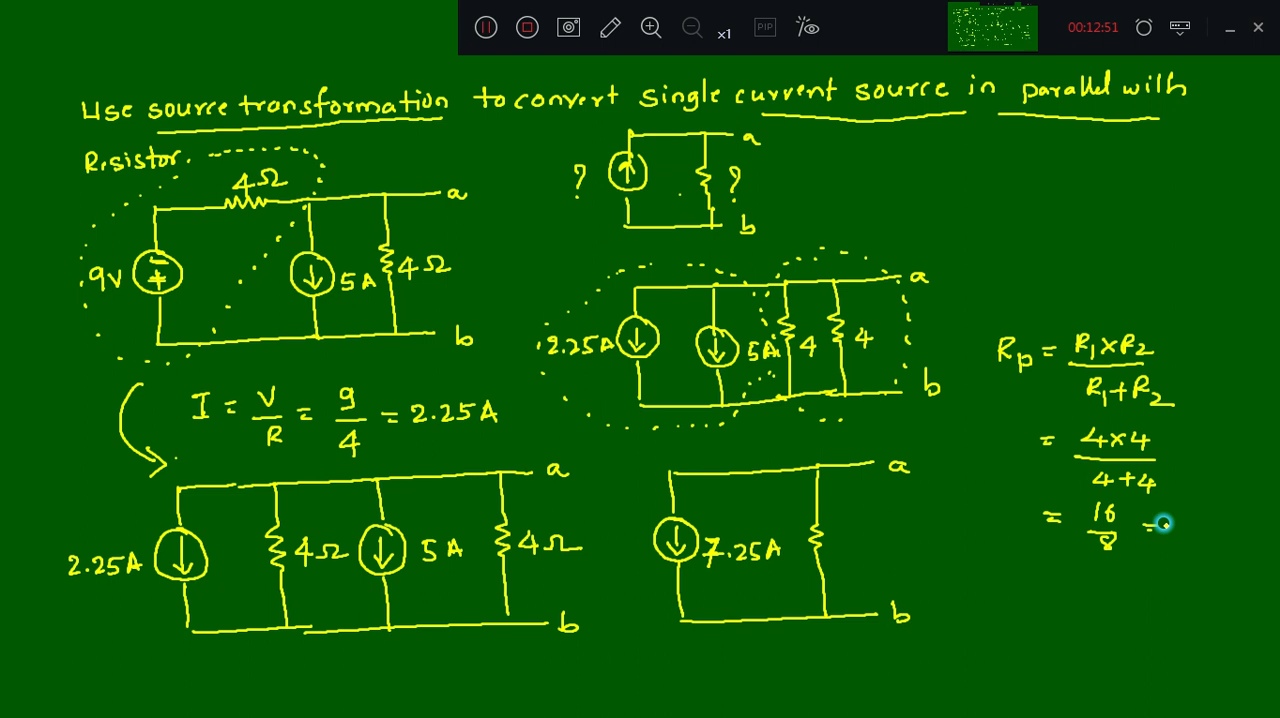 x1
PIP
00:12:51
Use source transformation to convert single current source in parallel with
Resistor.
4Ω
a
9V
- +
5A
4Ω
b
a
?
?
b
2.25A
5A
4
4
a
b
I = V/R = 9/4 = 2.25A
Rp = R1×R2 / R1+R2
= 4×4 / 4+4
= 16/8 =
2.25A
4Ω
5A
4Ω
a
b
a
7.25A
b